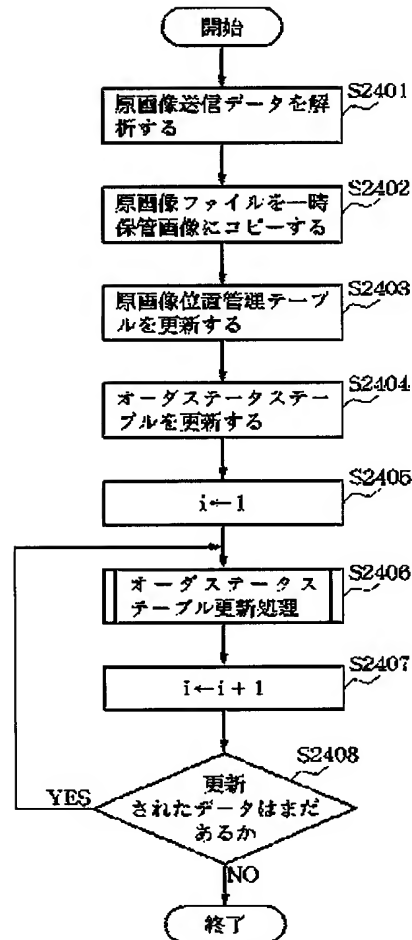 開始
S2401
原画像送信データを解
析する
S2402
原画像ファイルを一時
保管画像にコピーする
S2403
原画像位置管理テーブ
ルを更新する
S2404
オーダステータステー
ブルを更新する
S2405
i←1
S2406
オーダステータス
テーブル更新処理
S2407
i←i+1
S2408
更新
されたデータはまだ
あるか
YES
NO
終了